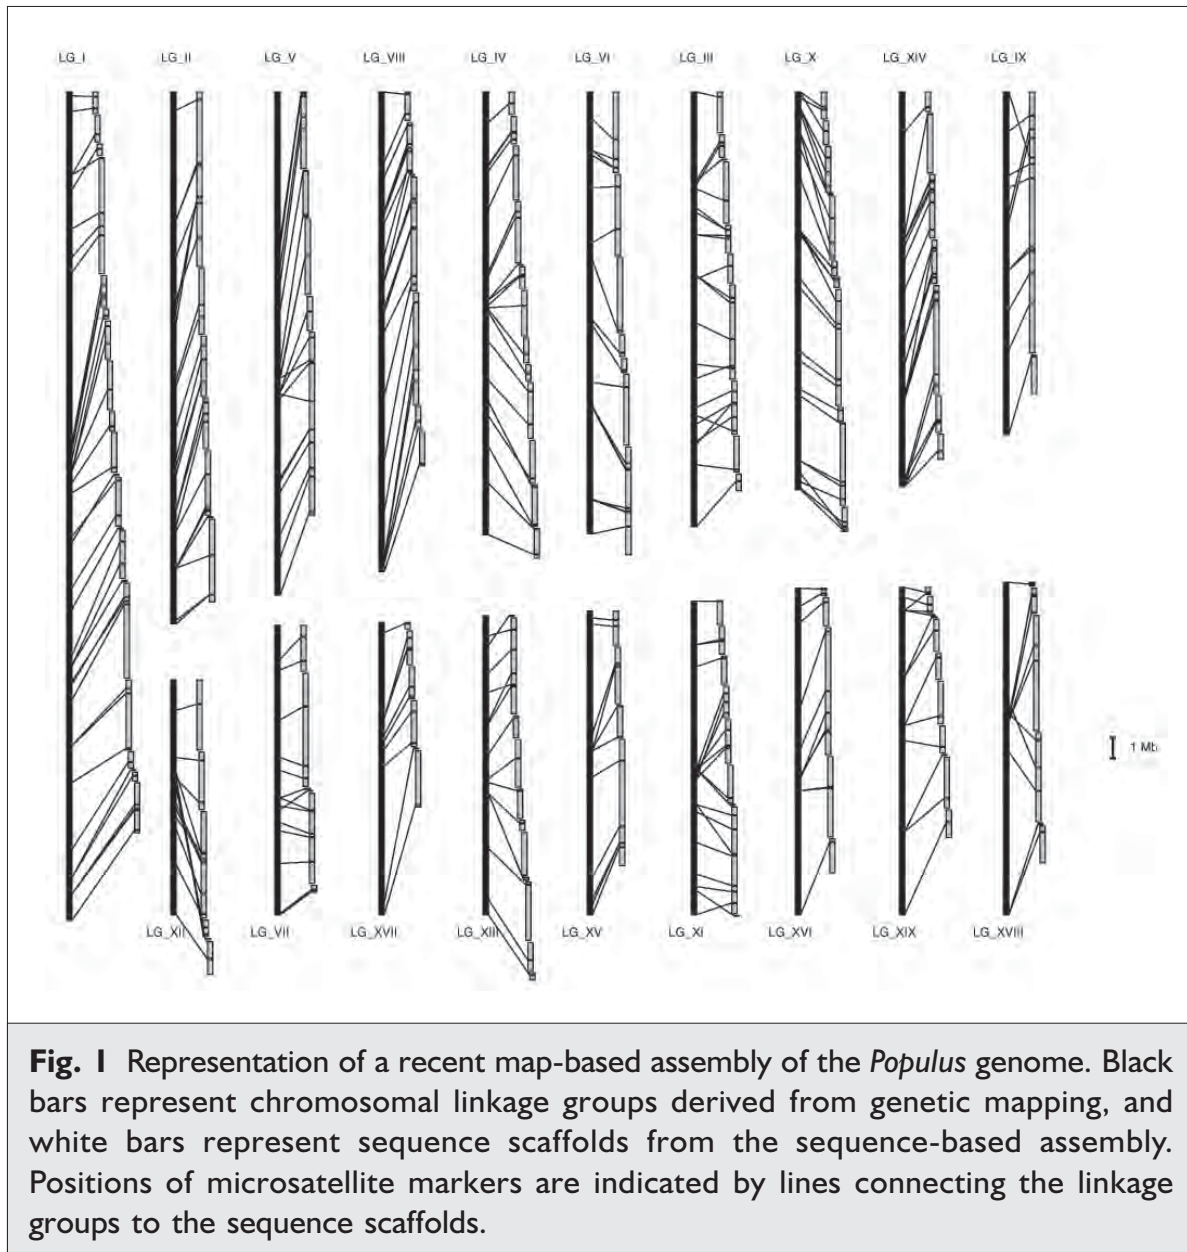 LG_I LG_II LG_V LG_VIII LG_IV LG_VI LG_III LG_X LG_XIV LG_IX
1 Mb
LG_XII LG_VII LG_XVII LG_XIII LG_XV LG_XI LG_XVI LG_XIX LG_XVIII
Fig. 1 Representation of a recent map-based assembly of the Populus genome. Black
bars represent chromosomal linkage groups derived from genetic mapping, and
white bars represent sequence scaffolds from the sequence-based assembly.
Positions of microsatellite markers are indicated by lines connecting the linkage
groups to the sequence scaffolds.